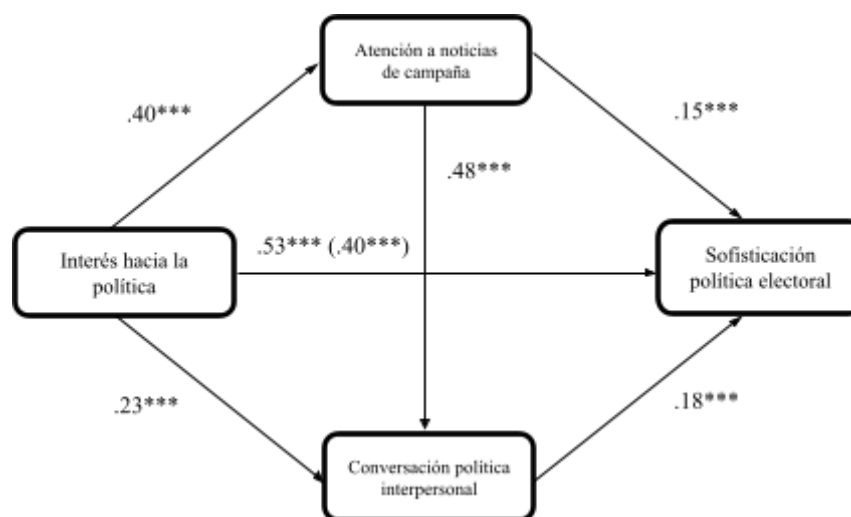 Atención a noticias
de campaña
.40***
.15***
.48***
Interés hacia la
política
.53*** (.40***)
Sofisticación
política electoral
.23***
.18***
Conversación política
interpersonal